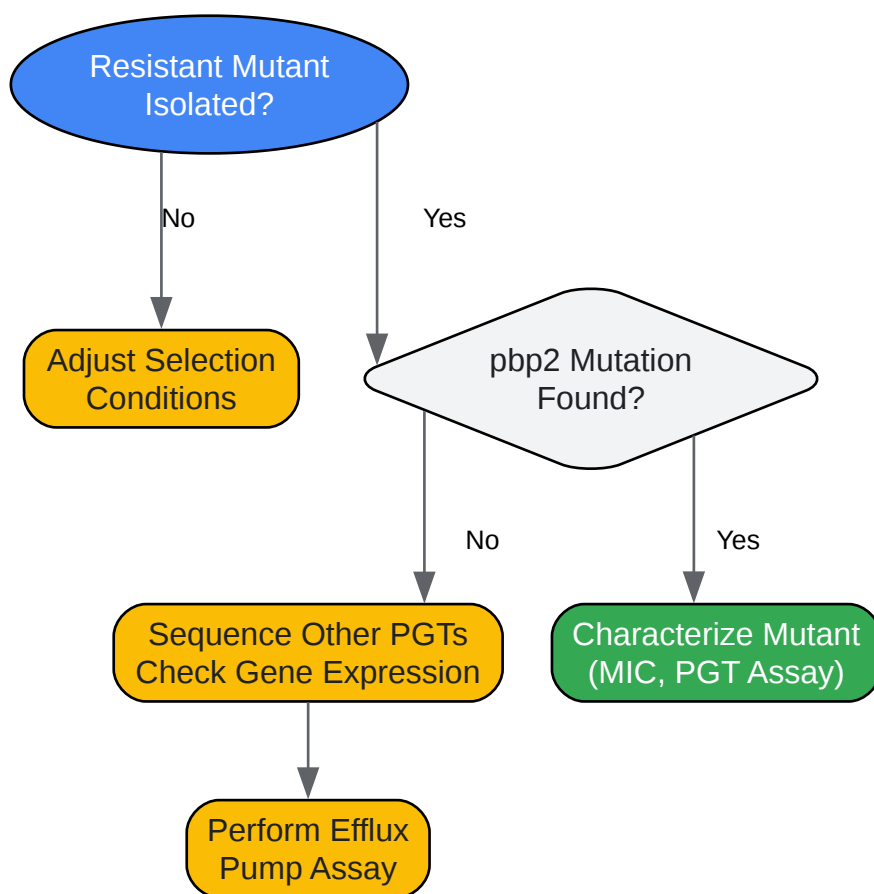 Resistant Mutant
Isolated?
No
Yes
Adjust Selection
Conditions
pbp2 Mutation
Found?
No
Yes
Sequence Other PGTs
Check Gene Expression
Characterize Mutant
(MIC, PGT Assay)
Perform Efflux
Pump Assay